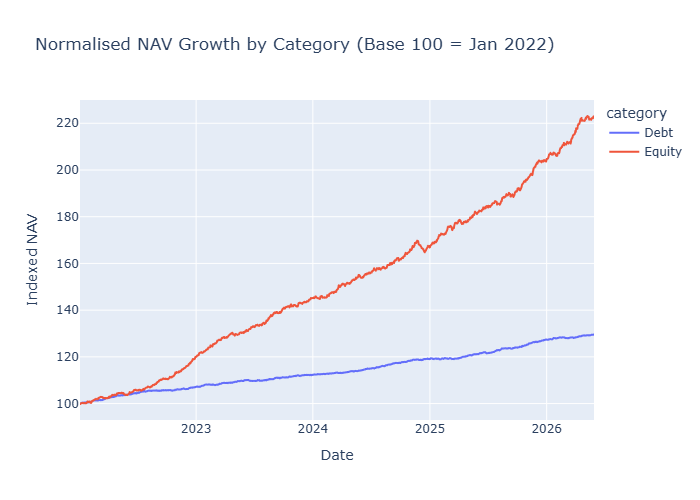 Normalised NAV Growth by Category (Base 100 = Jan 2022)
category
Debt
Equity
Indexed NAV
220
200
180
160
140
120
100
2023
2024
2025
2026
Date